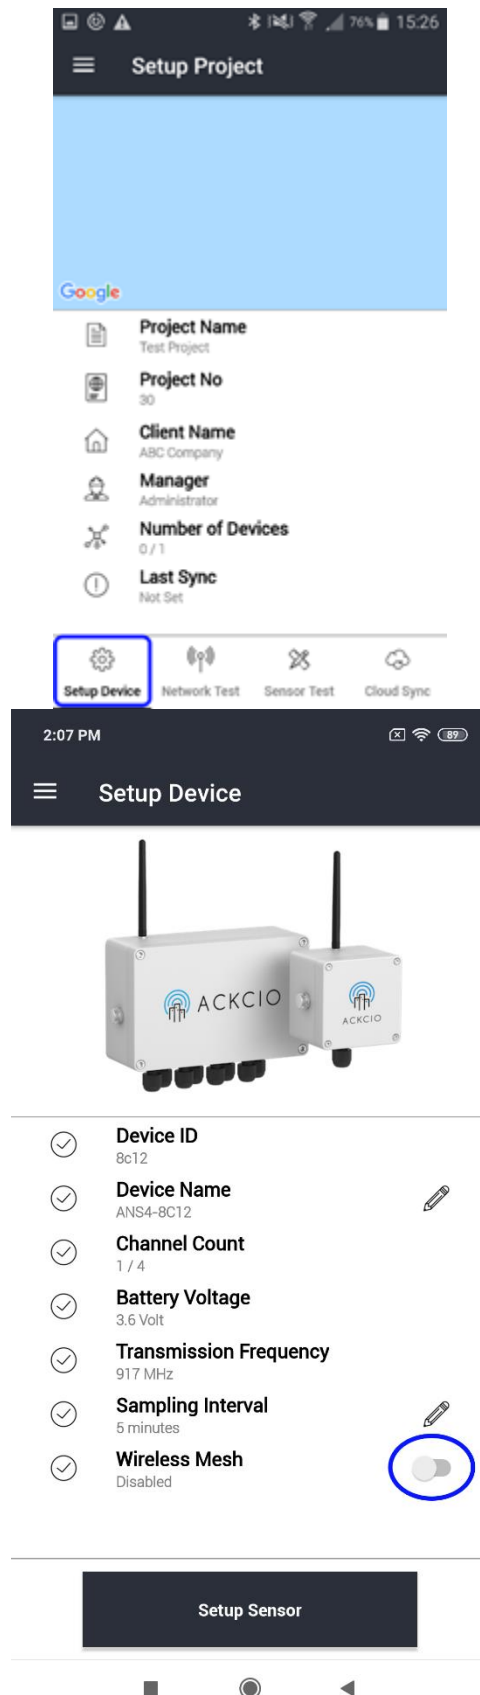 76% 15:26
Setup Project
Google
Project Name
Test Project
Project No
30
Client Name
ABC Company
Manager
Administrator
Number of Devices
0 / 1
Last Sync
Not Set
Setup Device Network Test Sensor Test Cloud Sync
2:07 PM 89
Setup Device
ACKCIO
ACKCIO
Device ID
8c12
Device Name
ANS4-8C12
Channel Count
1 / 4
Battery Voltage
3.6 Volt
Transmission Frequency
917 MHz
Sampling Interval
5 minutes
Wireless Mesh
Disabled
Setup Sensor